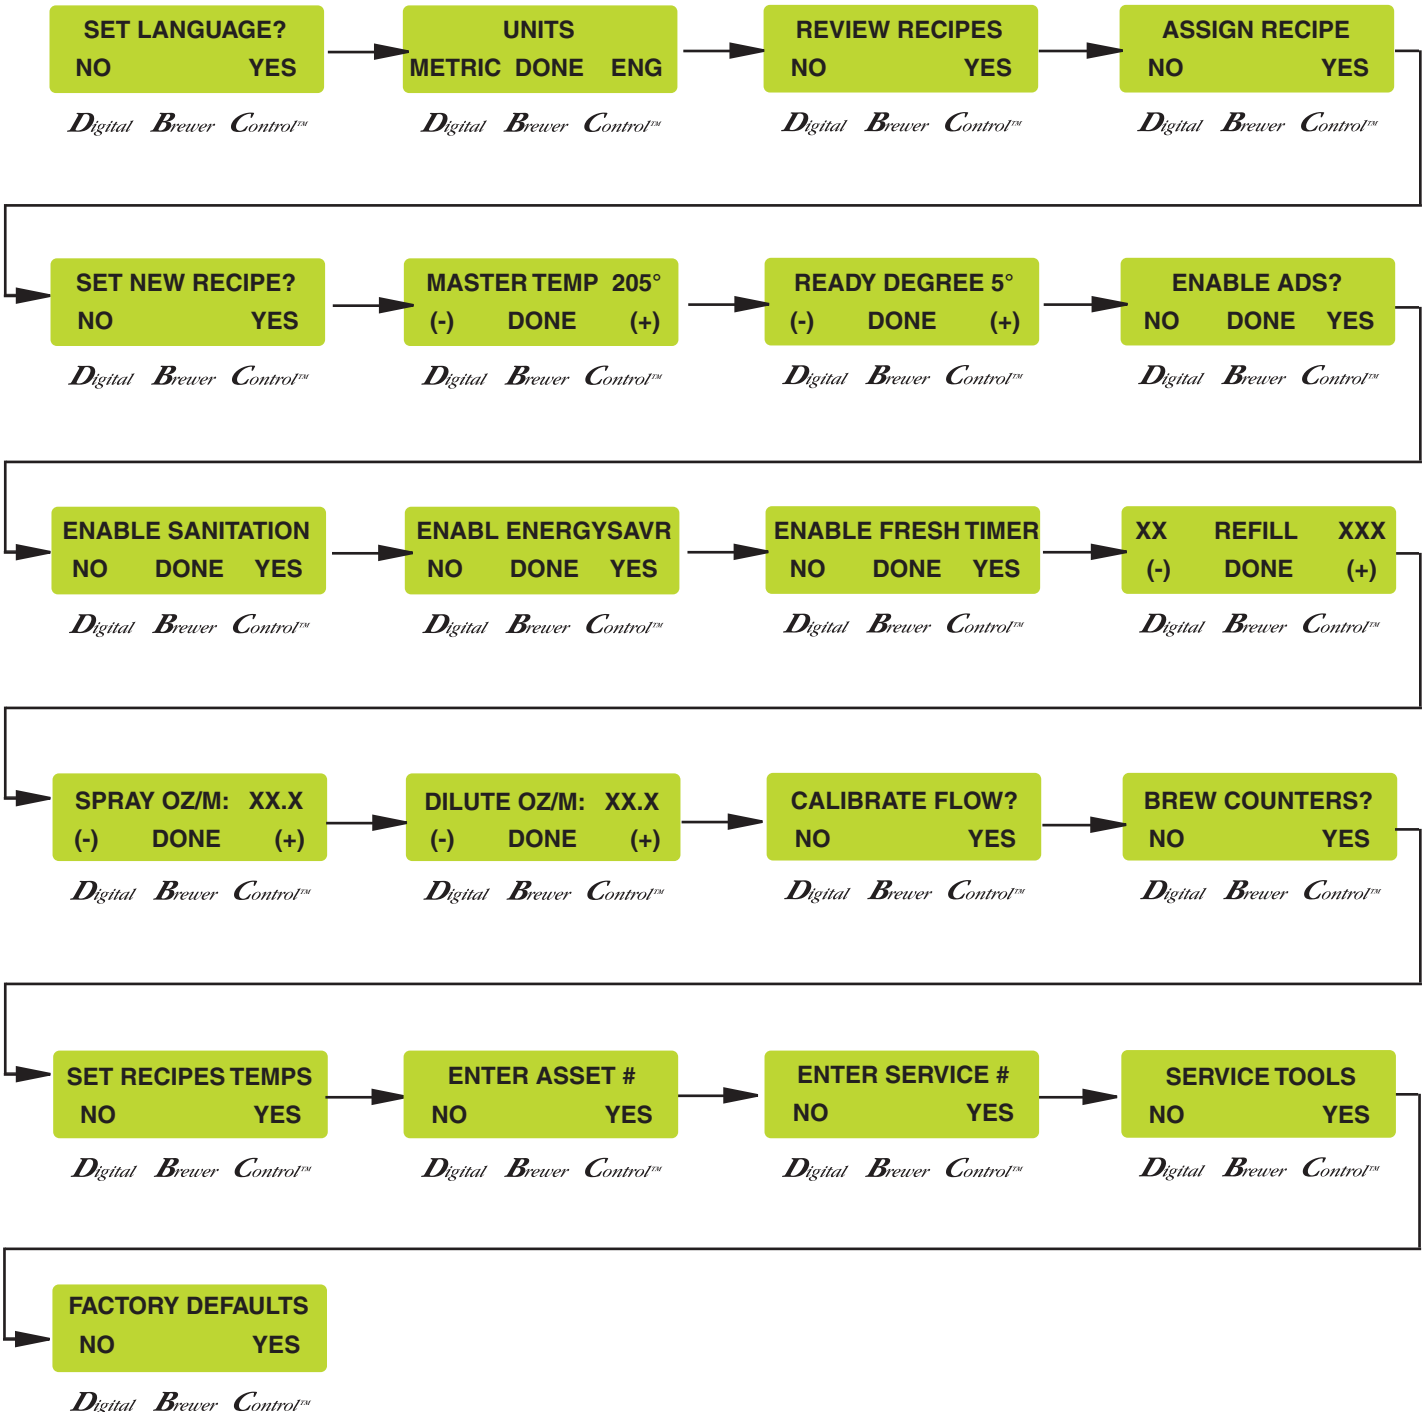 SET LANGUAGE?
NO YES
Digital Brewer Control™
UNITS
METRIC DONE ENG
Digital Brewer Control™
REVIEW RECIPES
NO YES
Digital Brewer Control™
ASSIGN RECIPE
NO YES
Digital Brewer Control™
SET NEW RECIPE?
NO YES
Digital Brewer Control™
MASTER TEMP 205°
(-) DONE (+)
Digital Brewer Control™
READY DEGREE 5°
(-) DONE (+)
Digital Brewer Control™
ENABLE ADS?
NO DONE YES
Digital Brewer Control™
ENABLE SANITATION
NO DONE YES
Digital Brewer Control™
ENABL ENERGYSAVR
NO DONE YES
Digital Brewer Control™
ENABLE FRESH TIMER
NO DONE YES
Digital Brewer Control™
XX REFILL XXX
(-) DONE (+)
Digital Brewer Control™
SPRAY OZ/M: XX.X
(-) DONE (+)
Digital Brewer Control™
DILUTE OZ/M: XX.X
(-) DONE (+)
Digital Brewer Control™
CALIBRATE FLOW?
NO YES
Digital Brewer Control™
BREW COUNTERS?
NO YES
Digital Brewer Control™
SET RECIPES TEMPS
NO YES
Digital Brewer Control™
ENTER ASSET #
NO YES
Digital Brewer Control™
ENTER SERVICE #
NO YES
Digital Brewer Control™
SERVICE TOOLS
NO YES
Digital Brewer Control™
FACTORY DEFAULTS
NO YES
Digital Brewer Control™